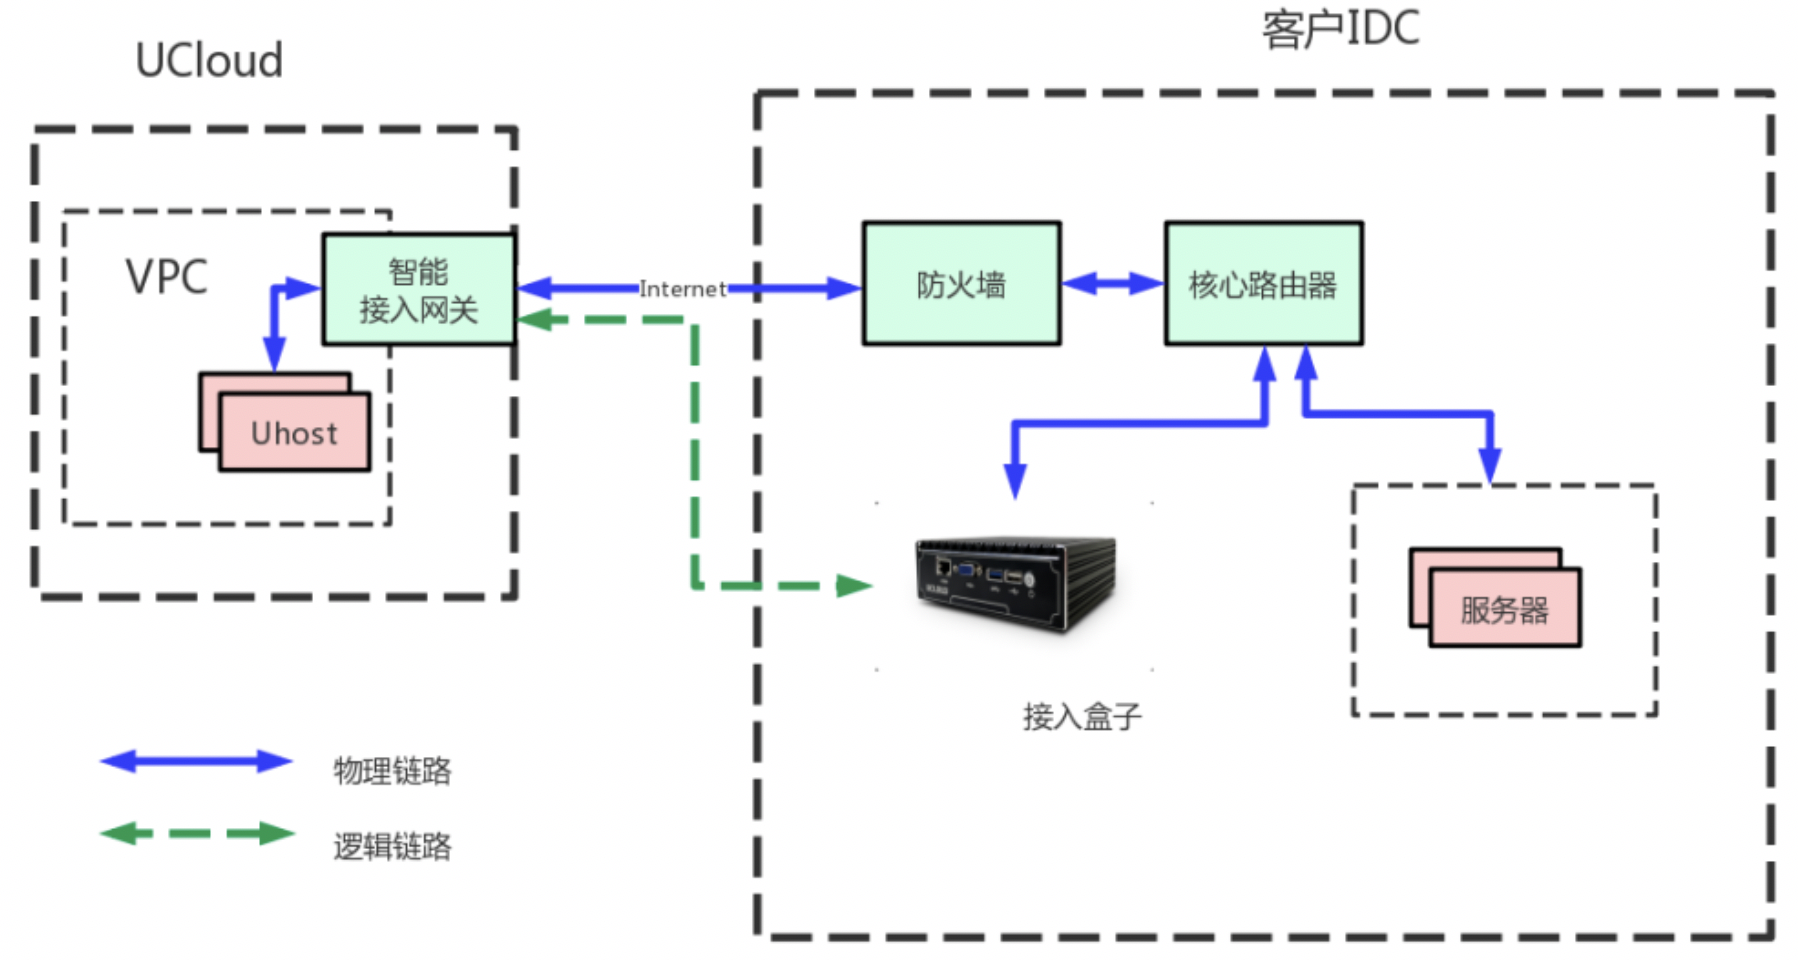 UCloud
客户IDC
VPC
智能
接入网关
Internet
防火墙
核心路由器
Uhost
服务器
接入盒子
物理链路
逻辑链路